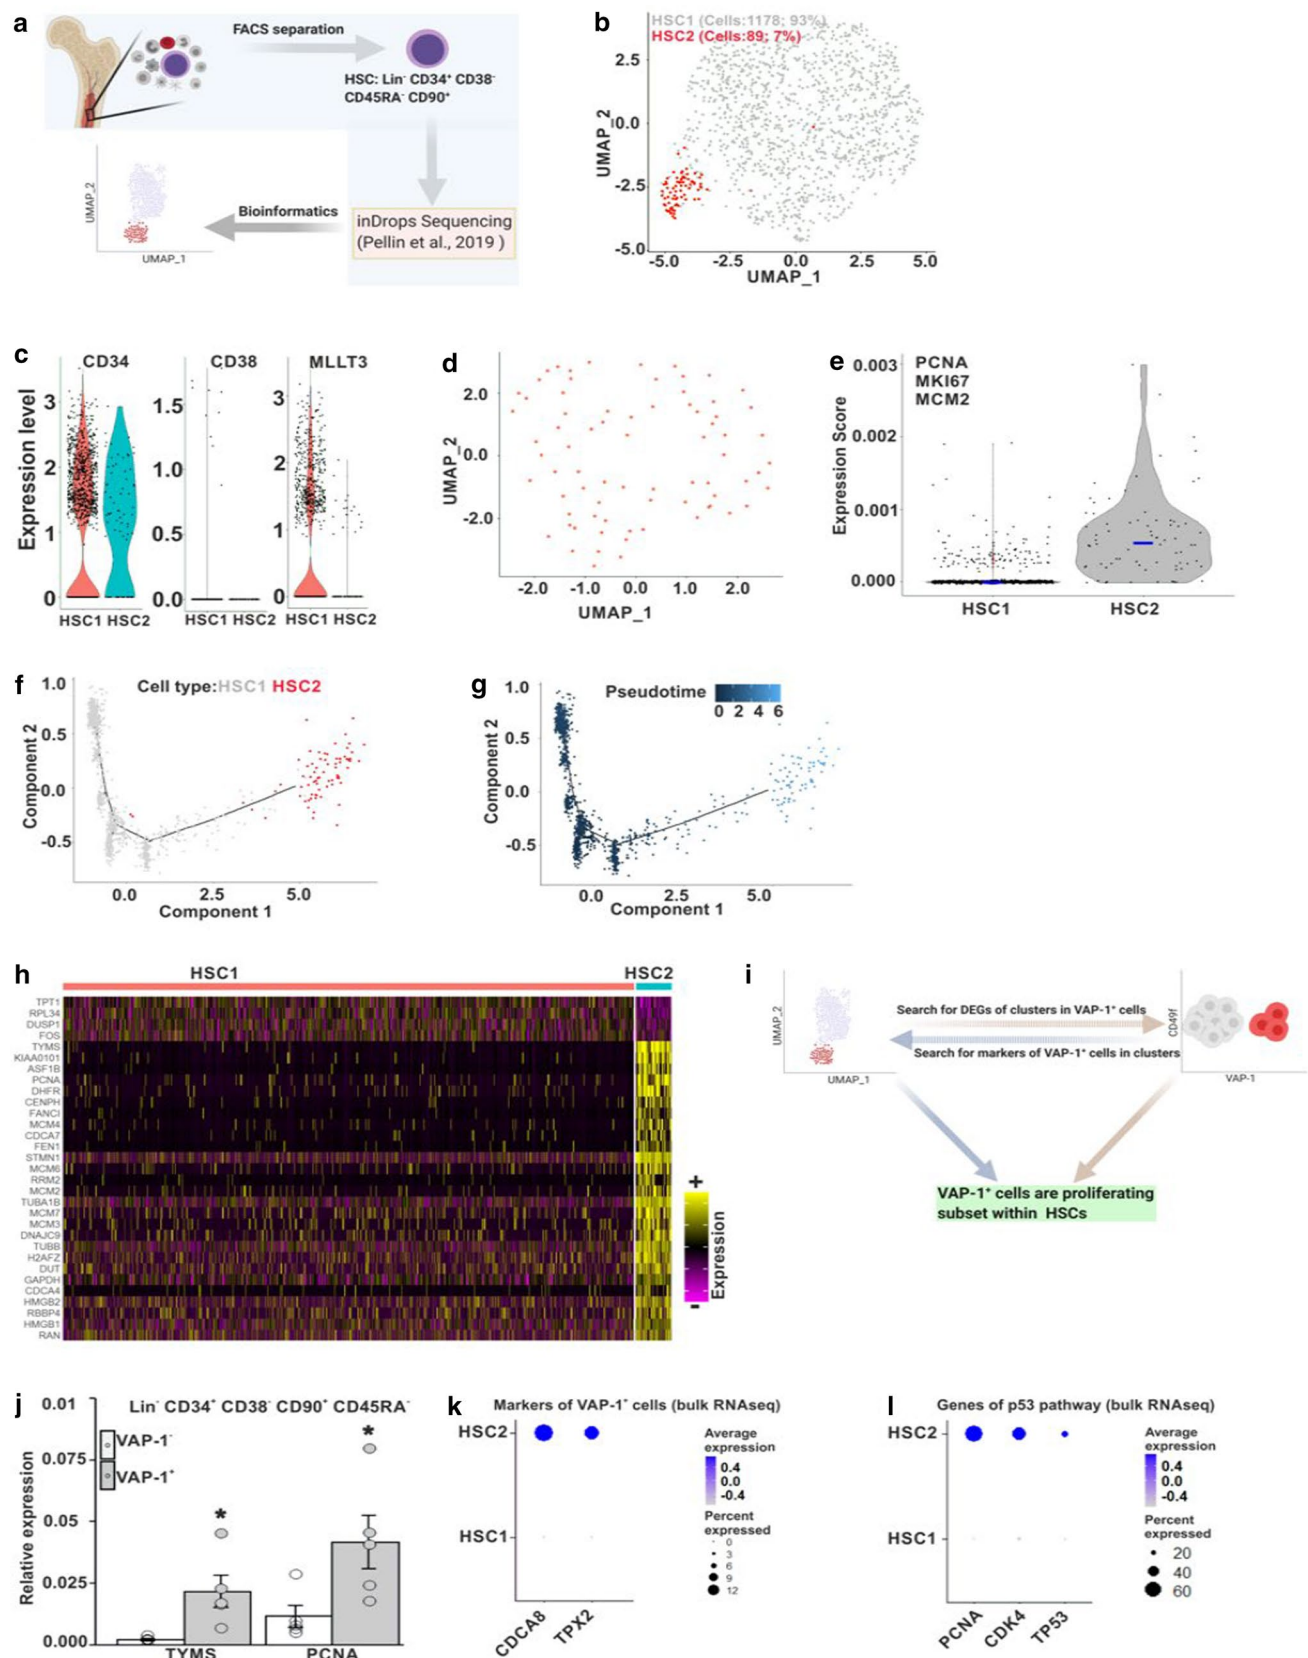 a
FACS separation
HSC: Lin- CD34+ CD38-
CD45RA- CD90+
UMAP_2
UMAP_1
Bioinformatics
inDrops Sequencing
(Pellin et al., 2019 )
b
HSC1 (Cells:1178; 93%)
HSC2 (Cells:89; 7%)
2.5
0.0
-2.5
-5.0
UMAP_2
-5.0 -2.5 0.0 2.5 5.0
UMAP_1
c
CD34 CD38 MLLT3
Expression level
3
2
1
0
1.5
1.0
0.5
0.0
3
2
1
0
HSC1 HSC2 HSC1 HSC2 HSC1 HSC2
d
UMAP_2
2.0
0.0
-2.0
-2.0 -1.0 0.0 1.0 2.0
UMAP_1
e
PCNA
MKI67
MCM2
Expression Score
0.003
0.002
0.001
0.000
HSC1 HSC2
f
Cell type:HSC1 HSC2
Component 2
1.0
0.5
-0.0
-0.5
0.0 2.5 5.0
Component 1
g
Pseudotime
0 2 4 6
Component 2
1.0
0.5
0.0
-0.5
0.0 2.5 5.0
Component 1
h
HSC1 HSC2
TPT1
RPL34
DUSP1
FOS
TYMS
KIAA0101
ASF1B
PCNA
DHFR
CENPH
FANCI
MCM4
CDCA7
FEN1
STMN1
MCM6
RRM2
MCM2
TUBA1B
MCM7
MCM3
DNAJC9
TUBB
H2AFZ
DUT
GAPDH
CDCA4
HMGB2
RBBP4
HMGB1
RAN
+
Expression
-
i
UMAP_2
UMAP_1
Search for DEGs of clusters in VAP-1+ cells
Search for markers of VAP-1+ cells in clusters
CD49f
VAP-1
VAP-1+ cells are proliferating
subset within HSCs
j
Lin- CD34+ CD38- CD90+ CD45RA-
VAP-1-
VAP-1+
Relative expression
0.01
0.075
0.05
0.025
0.000
*
*
TYMS PCNA
k
Markers of VAP-1+ cells (bulk RNAseq)
HSC2
HSC1
CDCA8 TPX2
Average
expression
0.4
0.0
-0.4
Percent
expressed
0
3
6
9
12
l
Genes of p53 pathway (bulk RNAseq)
HSC2
HSC1
PCNA CDK4 TP53
Average
expression
0.4
0.0
-0.4
Percent
expressed
20
40
60